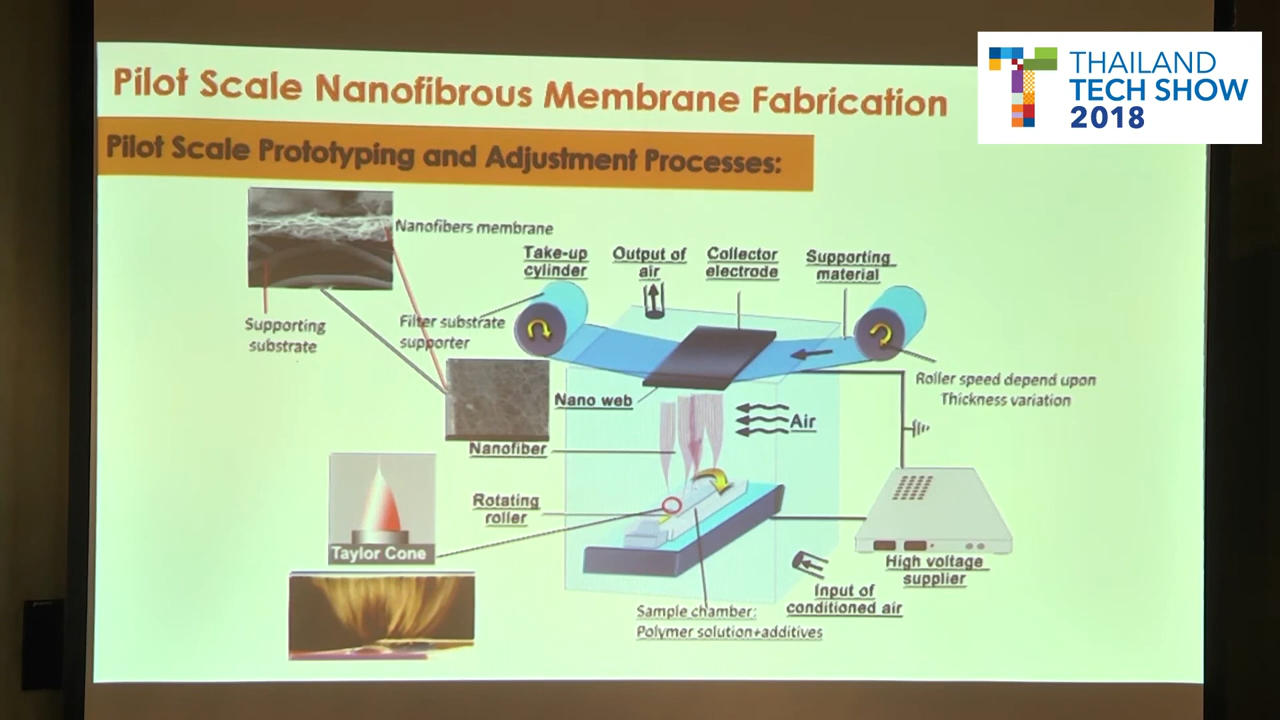 THAILAND
TECH SHOW
2018
Pilot Scale Nanofibrous Membrane Fabrication
Pilot Scale Prototyping and Adjustment Processes:
Nanofibers membrane
Take-up
cylinder
Output of
air
Collector
electrode
Supporting
material
Supporting
substrate
Filter substrate
supporter
Roller speed depend upon
Thickness variation
Nano web
Air
Nanofiber
Rotating
roller
Taylor Cone
High voltage
supplier
Input of
conditioned air
Sample chamber:
Polymer solution+additives